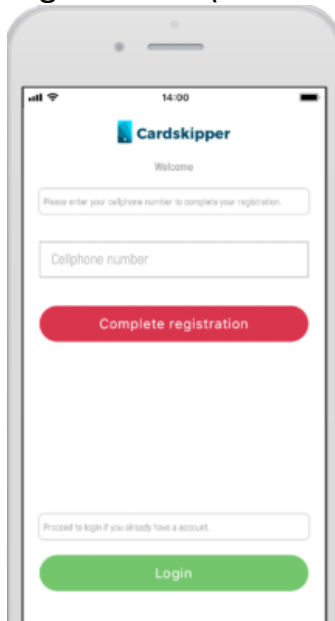 14:00
Cardskipper
Welcome
Please enter your cellphone number to complete your registration.
Cellphone number
Complete registration
Proceed to login if you already have a account.
Login